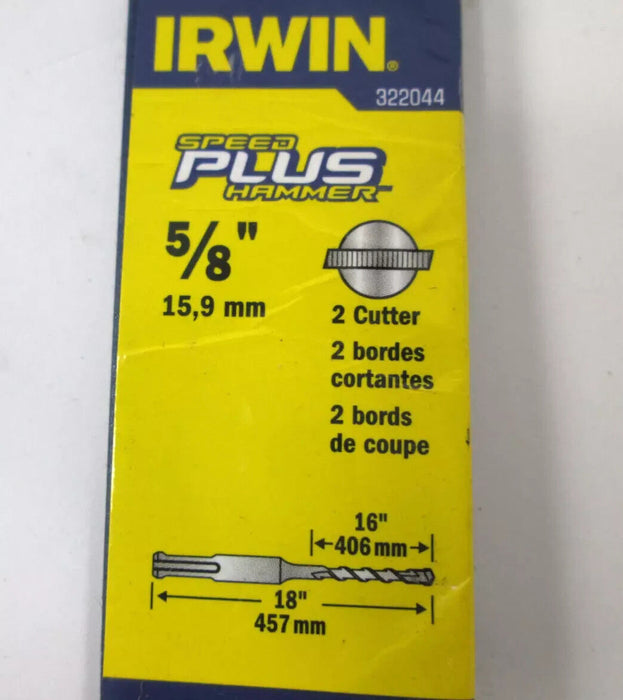 IRWIN®
322044
SPEED
PLUS
HAMMER
5/8"
15,9 mm
2 Cutter
2 bordes
cortantes
2 bords
de coupe
16"
406 mm
18"
457 mm